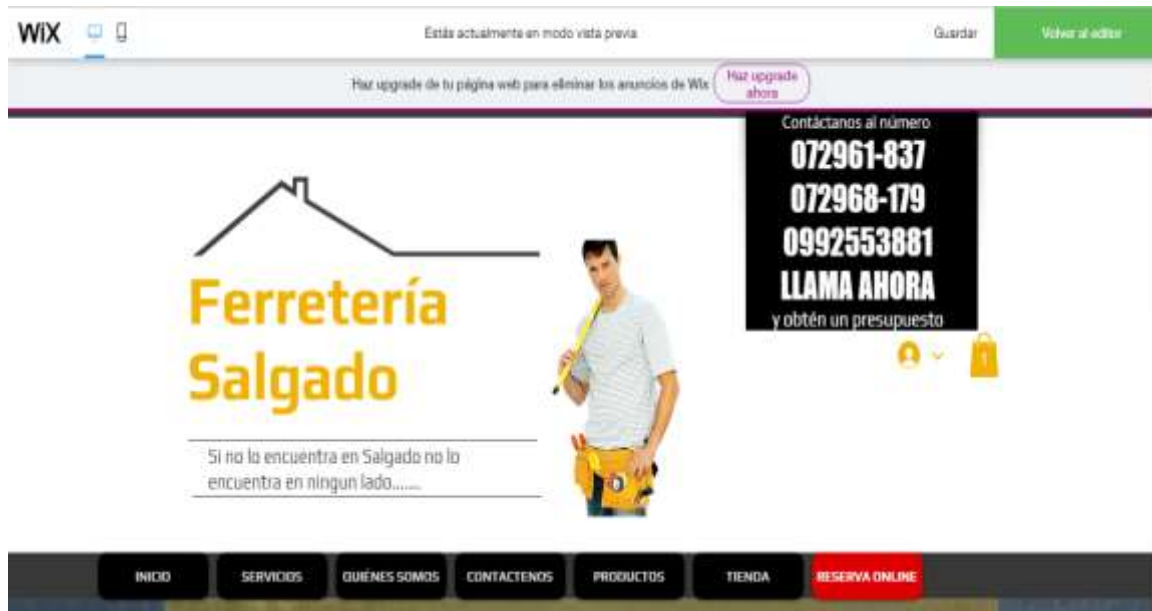 WiX
Estás actualmente en modo vista previa
Guardar
Volver al editor
Haz upgrade de tu página web para eliminar los anuncios de Wix
Haz upgrade
ahora
Contáctanos al número
072961-837
072968-179
0992553881
LLAMA AHORA
y obtén un presupuesto
1
Ferretería
Salgado
Si no lo encuentra en Salgado no lo
encuentra en ningun lado.......
INICIO
SERVICIOS
QUIÉNES SOMOS
CONTACTENOS
PRODUCTOS
TIENDA
RESERVA ONLINE